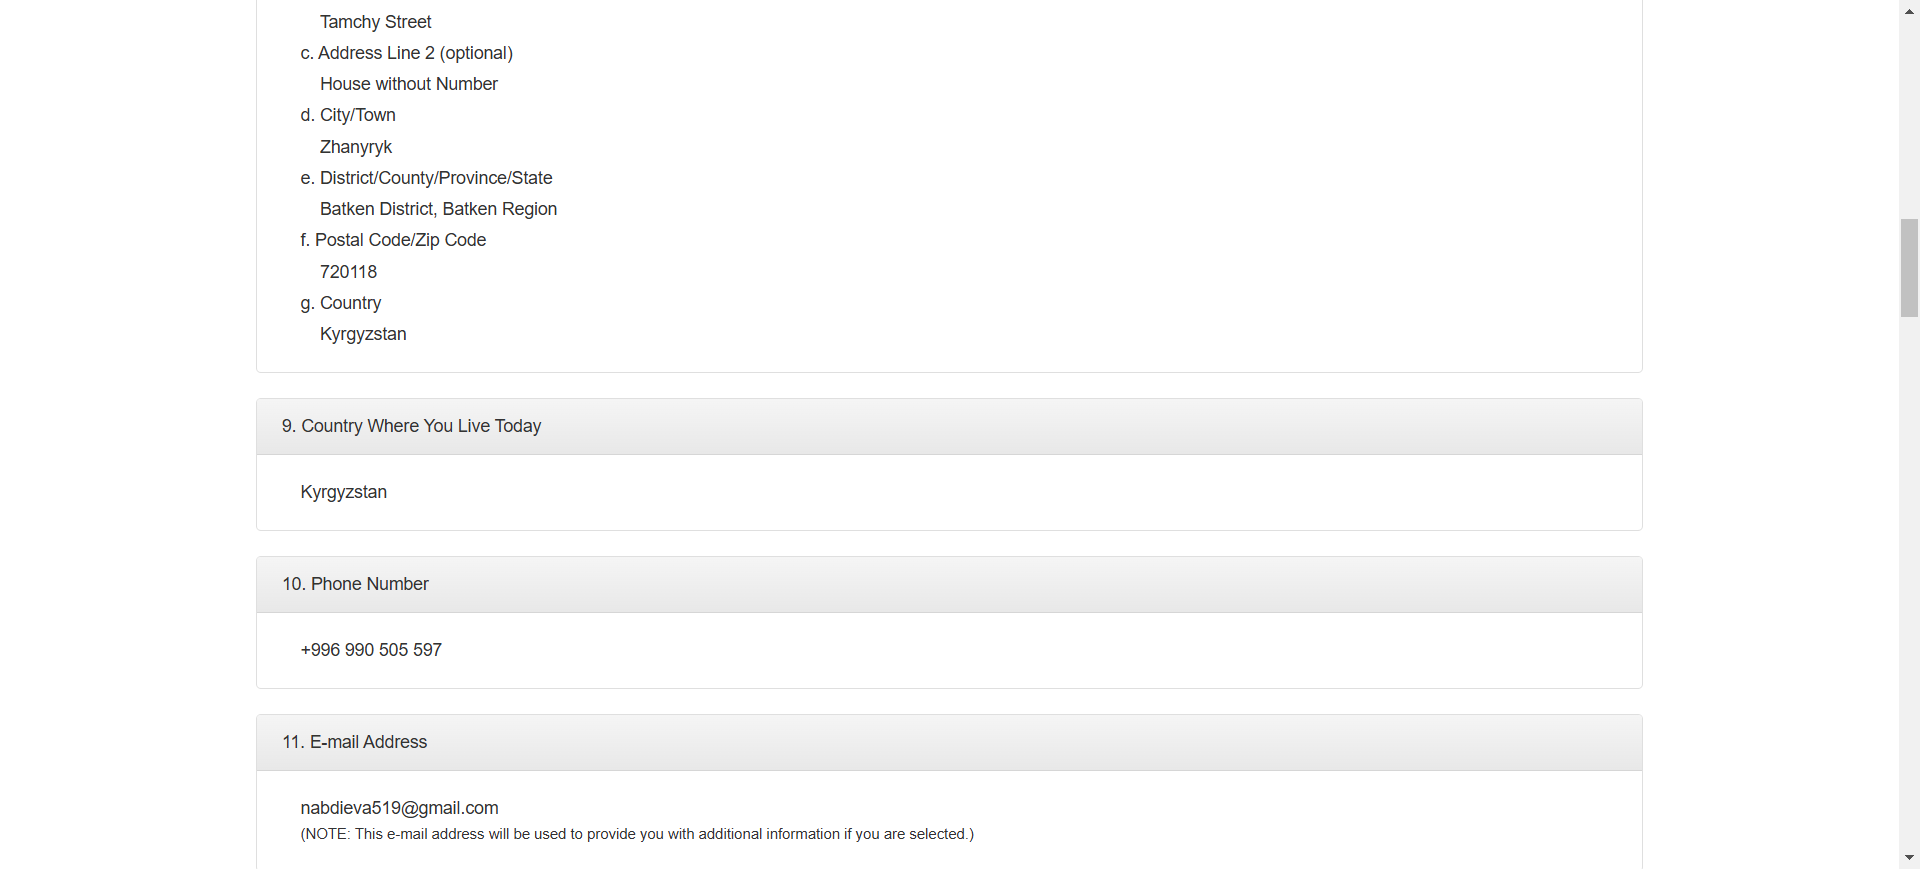 Tamchy Street
c. Address Line 2 (optional)
House without Number
d. City/Town
Zhanyryk
e. District/County/Province/State
Batken District, Batken Region
f. Postal Code/Zip Code
720118
g. Country
Kyrgyzstan
9. Country Where You Live Today
Kyrgyzstan
10. Phone Number
+996 990 505 597
11. E-mail Address
nabdieva519@gmail.com
(NOTE: This e-mail address will be used to provide you with additional information if you are selected.)